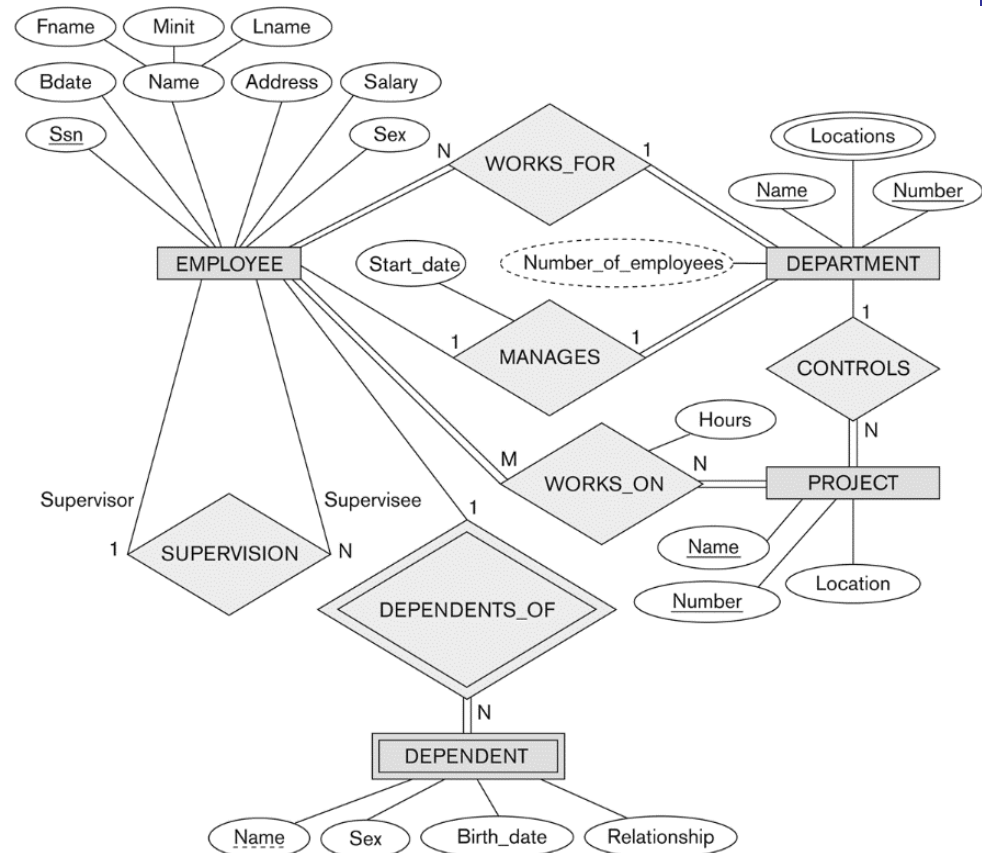 Fname
Minit
Lname
Bdate
Name
Address
Salary
Ssn
Sex
N
WORKS_FOR
1
Locations
Name
Number
EMPLOYEE
Start_date
Number_of_employees
DEPARTMENT
1
MANAGES
1
1
CONTROLS
N
Hours
M
WORKS_ON
N
PROJECT
Supervisor
Supervisee
1
SUPERVISION
N
1
Name
Number
Location
DEPENDENTS_OF
N
DEPENDENT
Name
Sex
Birth_date
Relationship